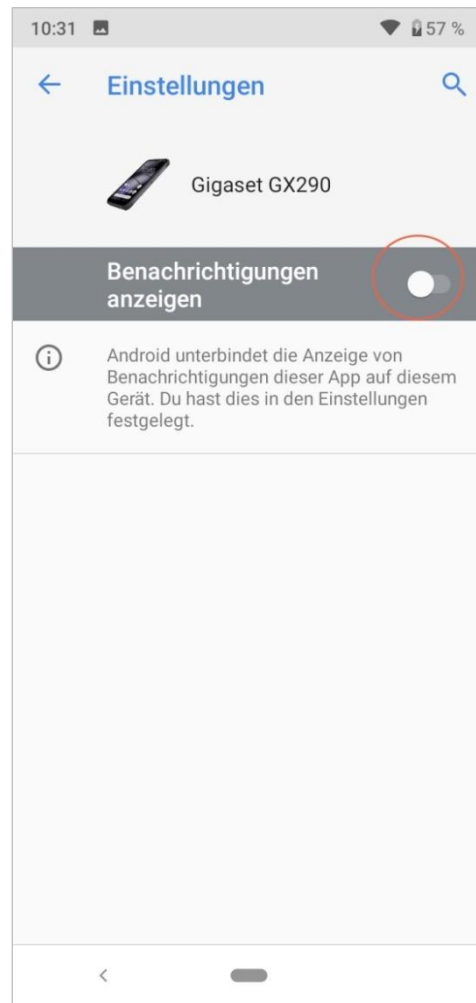 10:31 57 %
Einstellungen
Gigaset GX290
Benachrichtigungen
anzeigen
Android unterbindet die Anzeige von
Benachrichtigungen dieser App auf diesem
Gerät. Du hast dies in den Einstellungen
festgelegt.